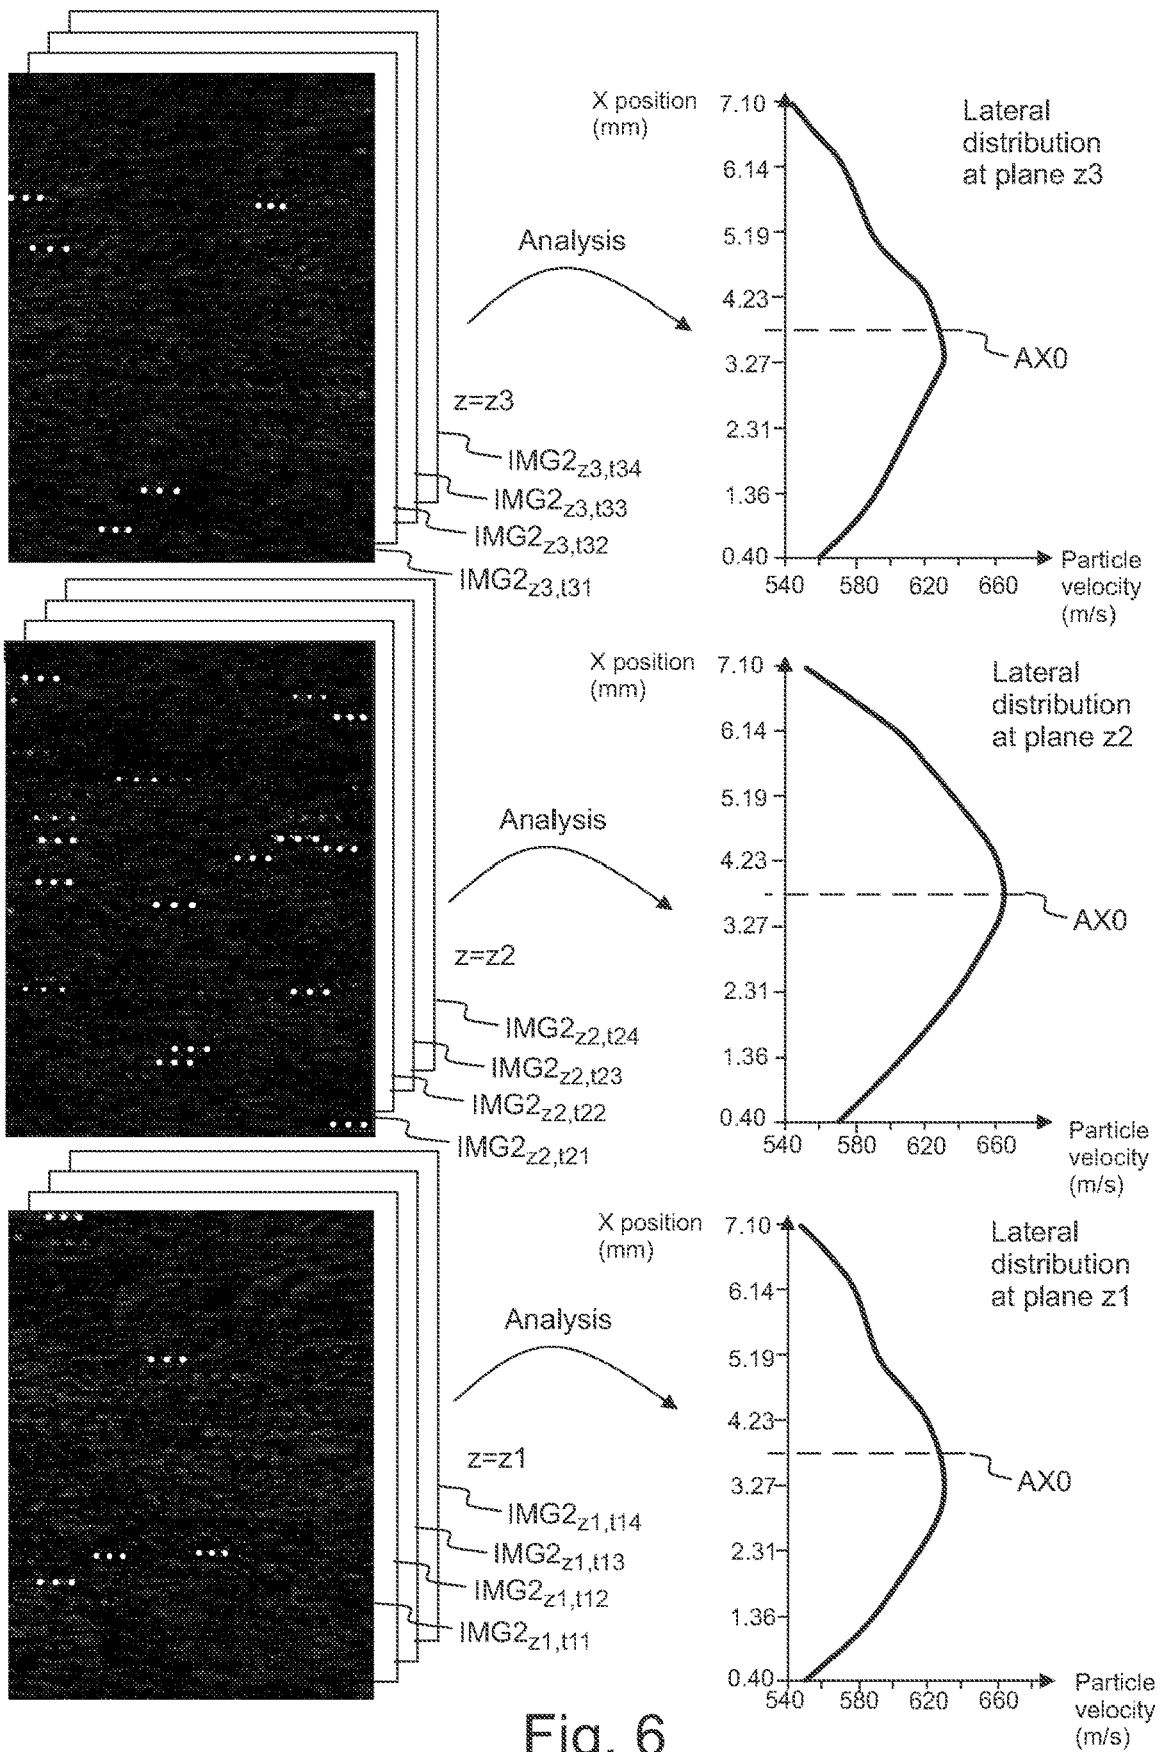 X position
(mm)
7.10
6.14
5.19
4.23
3.27
2.31
1.36
0.40
540 580 620 660
Particle
velocity
(m/s)
Lateral
distribution
at plane z3
AX0
Analysis
z=z3
IMG2z3,t34
IMG2z3,t33
IMG2z3,t32
IMG2z3,t31
X position
(mm)
7.10
6.14
5.19
4.23
3.27
2.31
1.36
0.40
540 580 620 660
Particle
velocity
(m/s)
Lateral
distribution
at plane z2
AX0
Analysis
z=z2
IMG2z2,t24
IMG2z2,t23
IMG2z2,t22
IMG2z2,t21
X position
(mm)
7.10
6.14
5.19
4.23
3.27
2.31
1.36
0.40
540 580 620 660
Particle
velocity
(m/s)
Lateral
distribution
at plane z1
AX0
Analysis
z=z1
IMG2z1,t14
IMG2z1,t13
IMG2z1,t12
IMG2z1,t11
Fig. 6